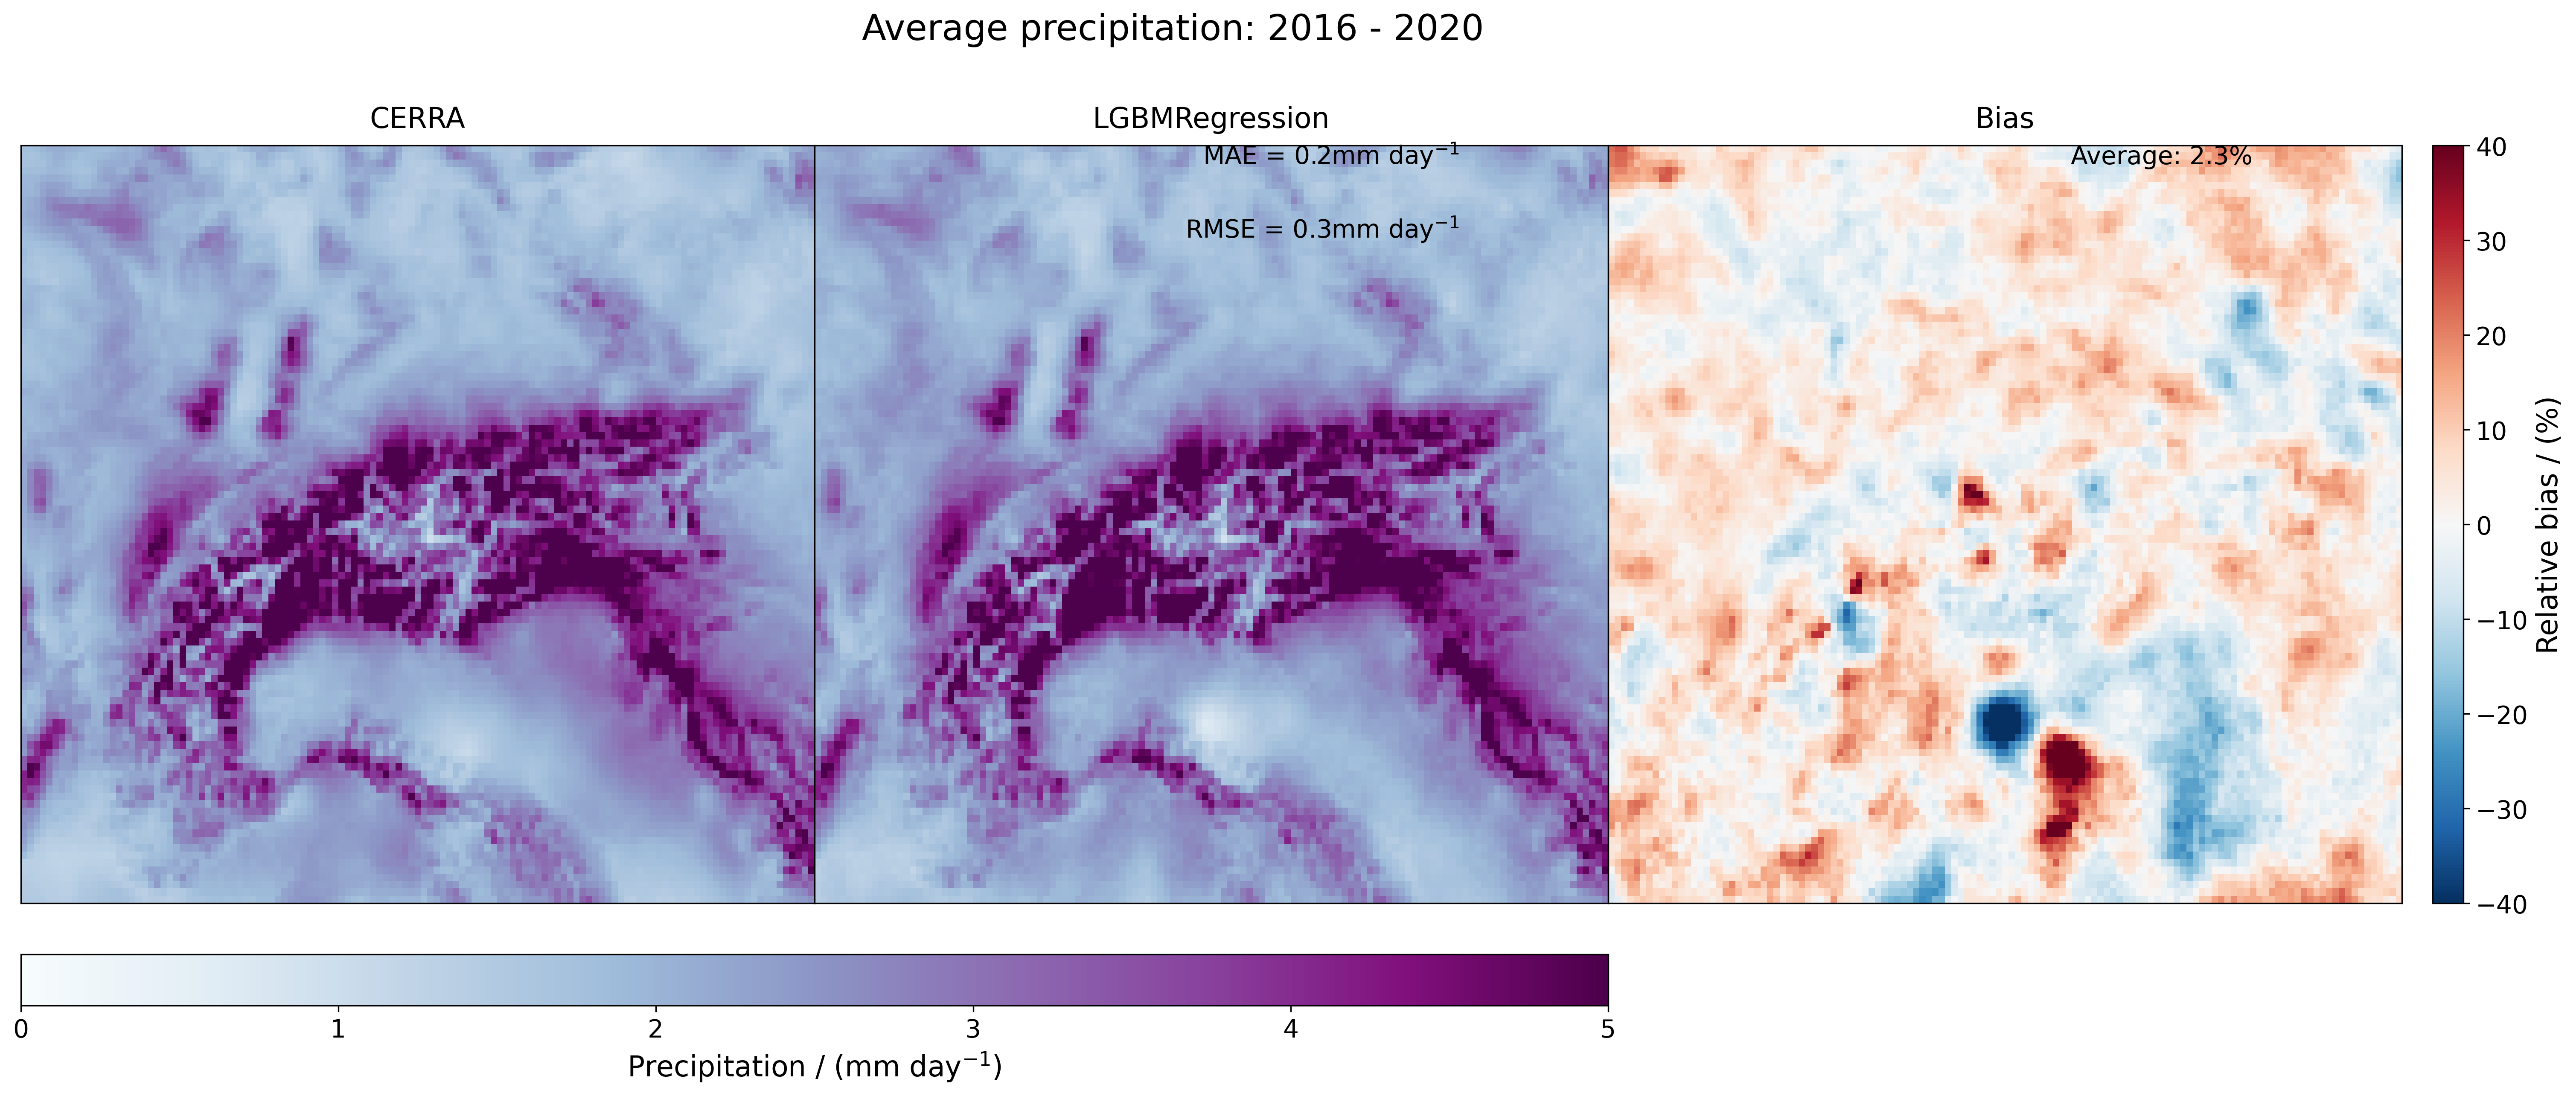 Average precipitation: 2016 - 2020
CERRA
LGBMRegression
Bias
MAE = 0.2mm day⁻¹
RMSE = 0.3mm day⁻¹
Average: 2.3%
40
30
20
10
0
−10
−20
−30
−40
Relative bias / (%)
0 1 2 3 4 5
Precipitation / (mm day⁻¹)